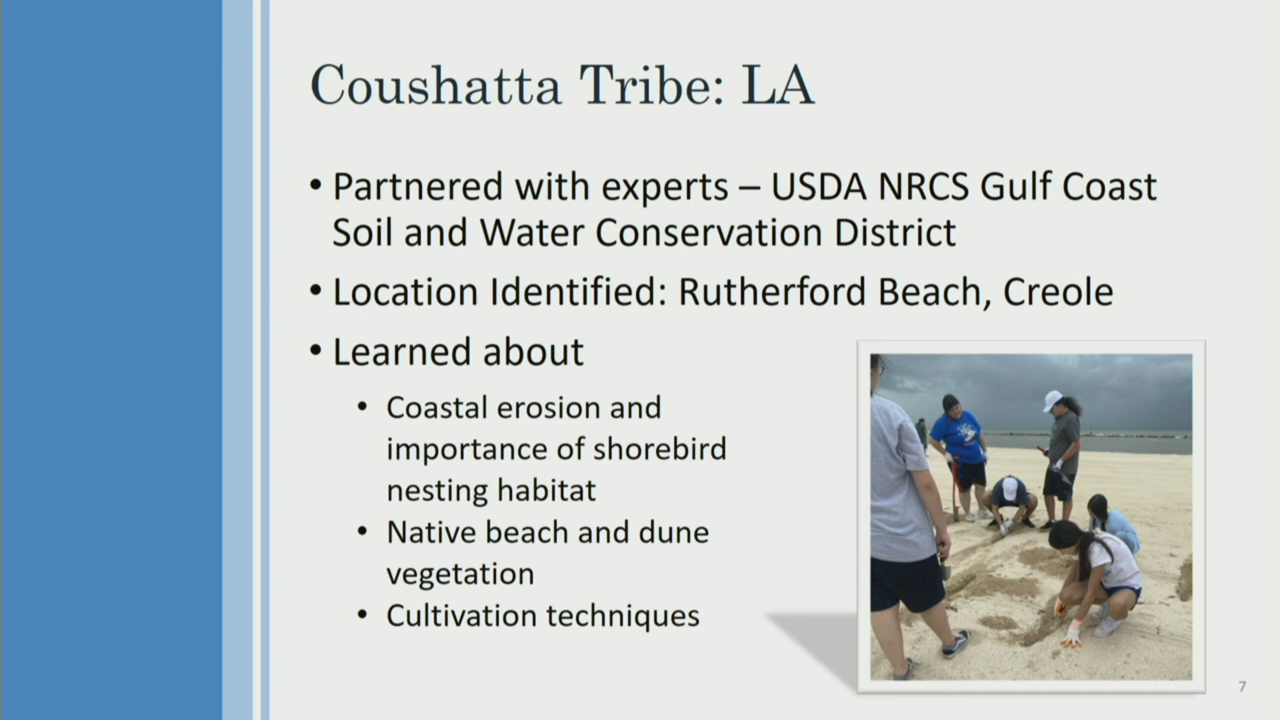 Coushatta Tribe: LA
• Partnered with experts – USDA NRCS Gulf Coast
Soil and Water Conservation District
• Location Identified: Rutherford Beach, Creole
• Learned about
• Coastal erosion and
importance of shorebird
nesting habitat
• Native beach and dune
vegetation
• Cultivation techniques
7